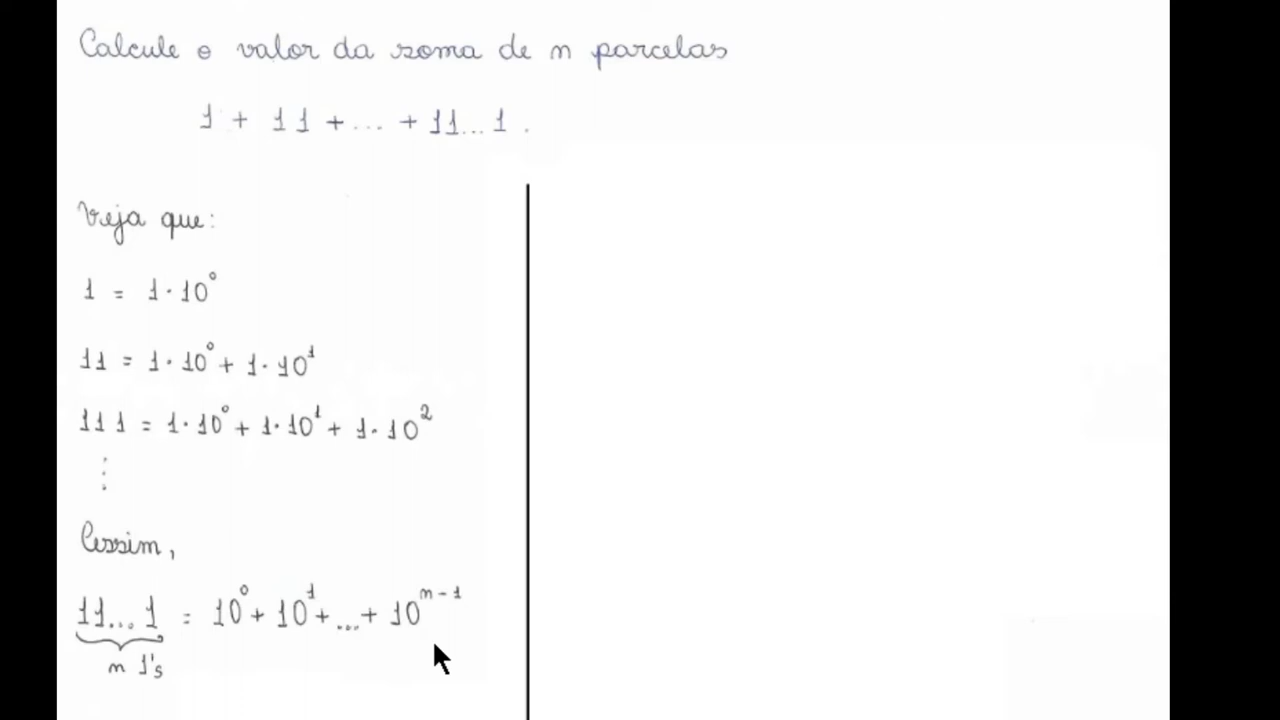 Calcule o valor da soma de n parcelas
1 + 11 + ... + 11...1 .
Veja que:
1 = 1·10⁰
11 = 1·10⁰ + 1·10¹
111 = 1·10⁰ + 1·10¹ + 1·10²
⋮
Assim,
11...1 = 10⁰ + 10¹ + ... + 10ⁿ⁻¹
n 1's